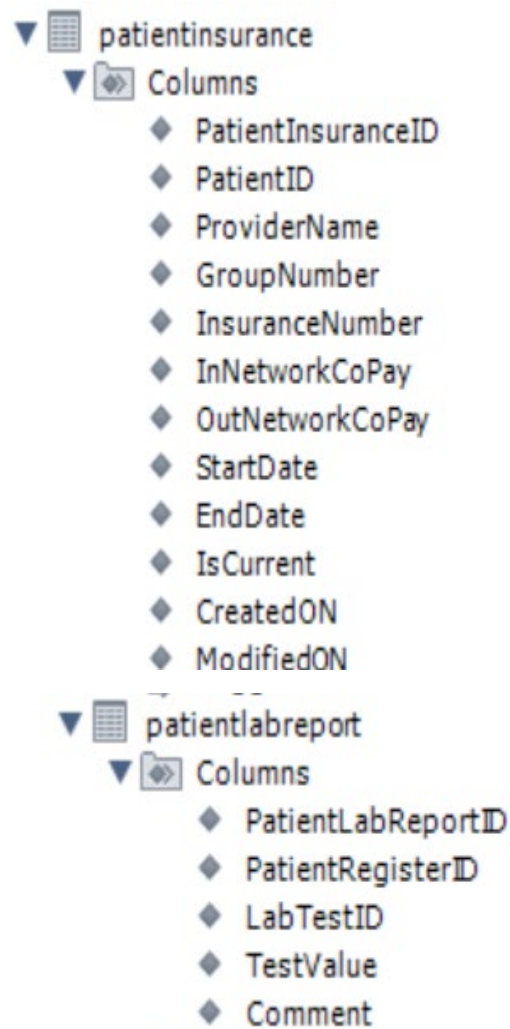 patientinsurance
Columns
PatientInsuranceID
PatientID
ProviderName
GroupNumber
InsuranceNumber
InNetworkCoPay
OutNetworkCoPay
StartDate
EndDate
IsCurrent
CreatedON
ModifiedON
patientlabreport
Columns
PatientLabReportID
PatientRegisterID
LabTestID
TestValue
Comment